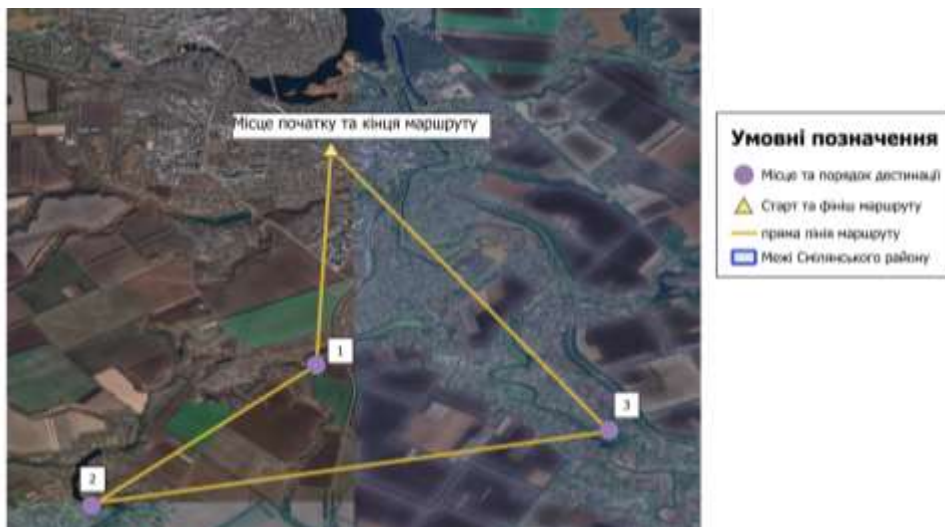 Місце початку та кінця маршруту
1
3
2
Умовні позначення
Місце та порядок дестинації
Старт та фініш маршруту
пряма лінія маршруту
Межі Смілянського району